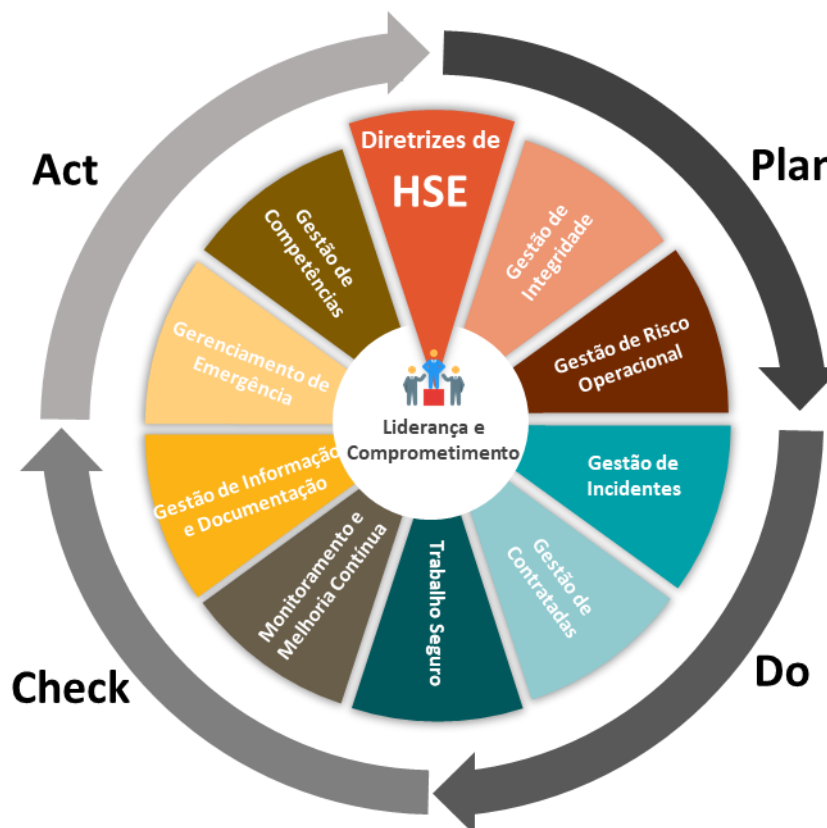 Act
Plan
Diretrizes de
HSE
Gestão de
Integridade
Gestão de Risco
Operacional
Gestão de
Incidentes
Gestão de
Contratadas
Trabalho Seguro
Monitoramento e
Melhoria Contínua
Gestão de Informação
e Documentação
Gerenciamento de
Emergência
Gestão de
Competências
Liderança e
Comprometimento
Check
Do